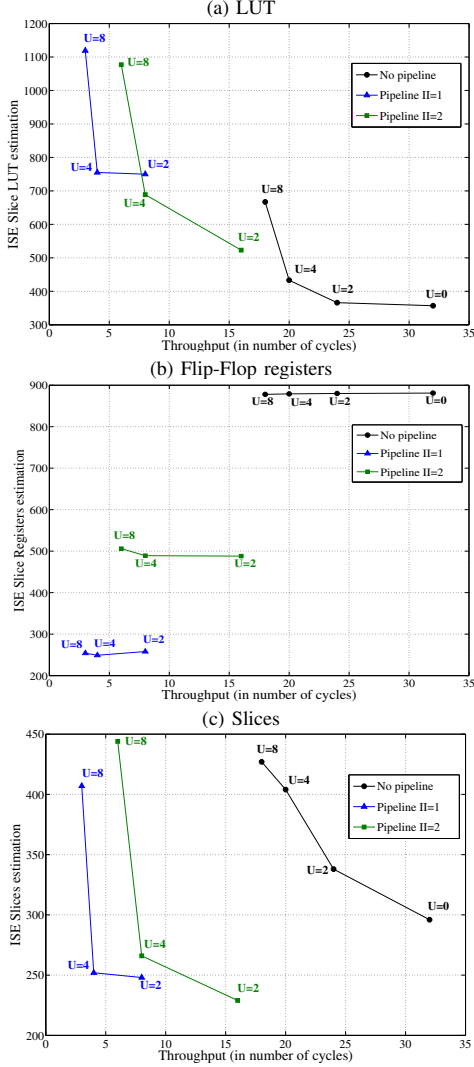 (a) LUT
1200
1100
1000
900
800
700
600
500
400
300
ISE Slice LUT estimation
U=8
U=8
No pipeline
Pipeline II=1
Pipeline II=2
U=4
U=2
U=4
U=8
U=2
U=4
U=2
U=0
0 5 10 15 20 25 30 35
Throughput (in number of cycles)
(b) Flip-Flop registers
900
800
700
600
500
400
300
200
ISE Slice Registers estimation
U=8
U=4
U=2
U=0
No pipeline
Pipeline II=1
Pipeline II=2
U=8
U=4
U=2
U=8
U=4
U=2
0 5 10 15 20 25 30 35
Throughput (in number of cycles)
(c) Slices
450
400
350
300
250
200
ISE Slices estimation
U=8
U=8
U=8
U=4
No pipeline
Pipeline II=1
Pipeline II=2
U=2
U=0
U=4
U=4
U=2
U=2
0 5 10 15 20 25 30 35
Throughput (in number of cycles)